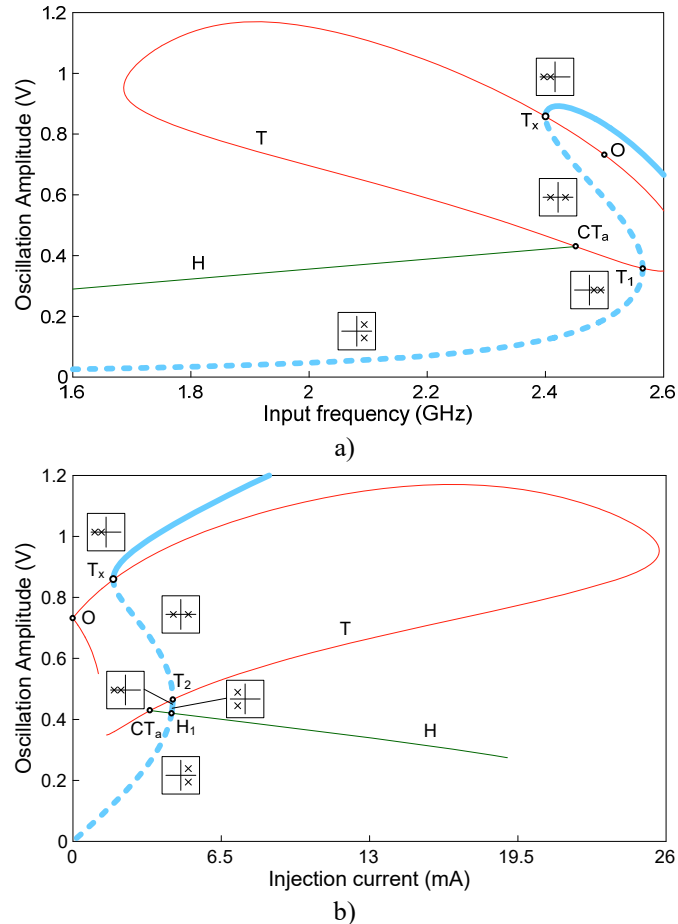 1.2
1
0.8
0.6
0.4
0.2
0
Oscillation Amplitude (V)
T
H
Tx
O
CTa
T1
1.6 1.8 2 2.2 2.4 2.6
Input frequency (GHz)
a)
1.2
1
0.8
0.6
0.4
0.2
0
Oscillation Amplitude (V)
Tx
O
T
T2
CTa
H1
H
0 6.5 13 19.5 26
Injection current (mA)
b)